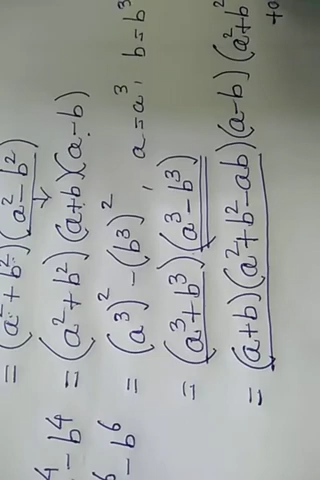 = (a² + b²)(a² - b²)
⁴ - b⁴ = (a² + b²)(a + b)(a - b)
⁶ - b⁶ = (a³)² - (b³)² , a = a³, b = b³
= (a³ + b³)(a³ - b³)
= (a + b)(a² + b² - ab)(a - b)(a² + b²
+a